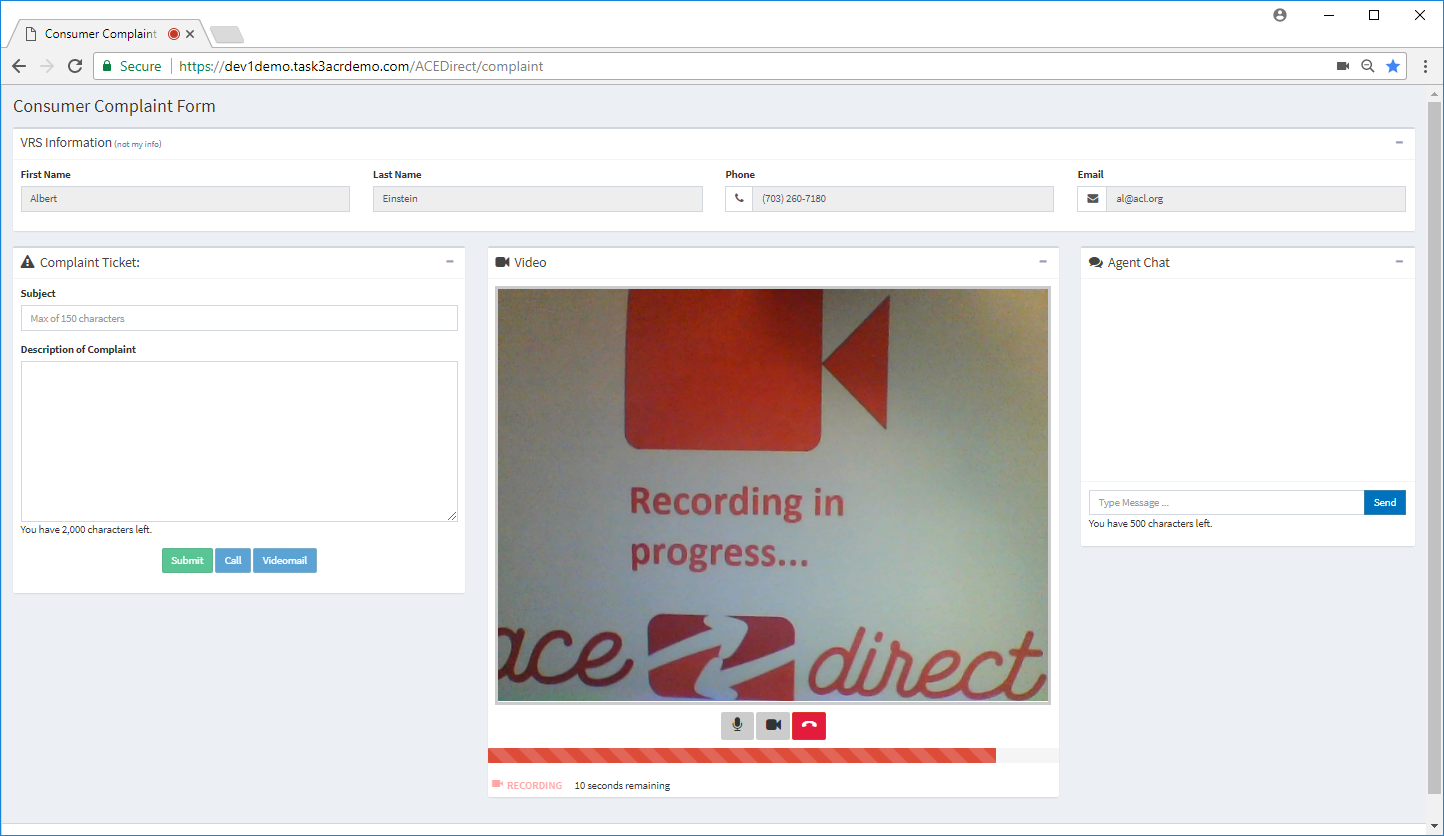 Consumer Complaint
Secure https://dev1demo.task3acrdemo.com/ACEDirect/complaint
Consumer Complaint Form
VRS Information (not my info)
First Name Last Name Phone Email
Albert Einstein (703) 260-7180 al@acl.org
Complaint Ticket:
Subject
Max of 150 characters
Description of Complaint
You have 2,000 characters left.
Submit Call Videomail
Video
Recording in
progress...
ace direct
RECORDING 10 seconds remaining
Agent Chat
Type Message ... Send
You have 500 characters left.